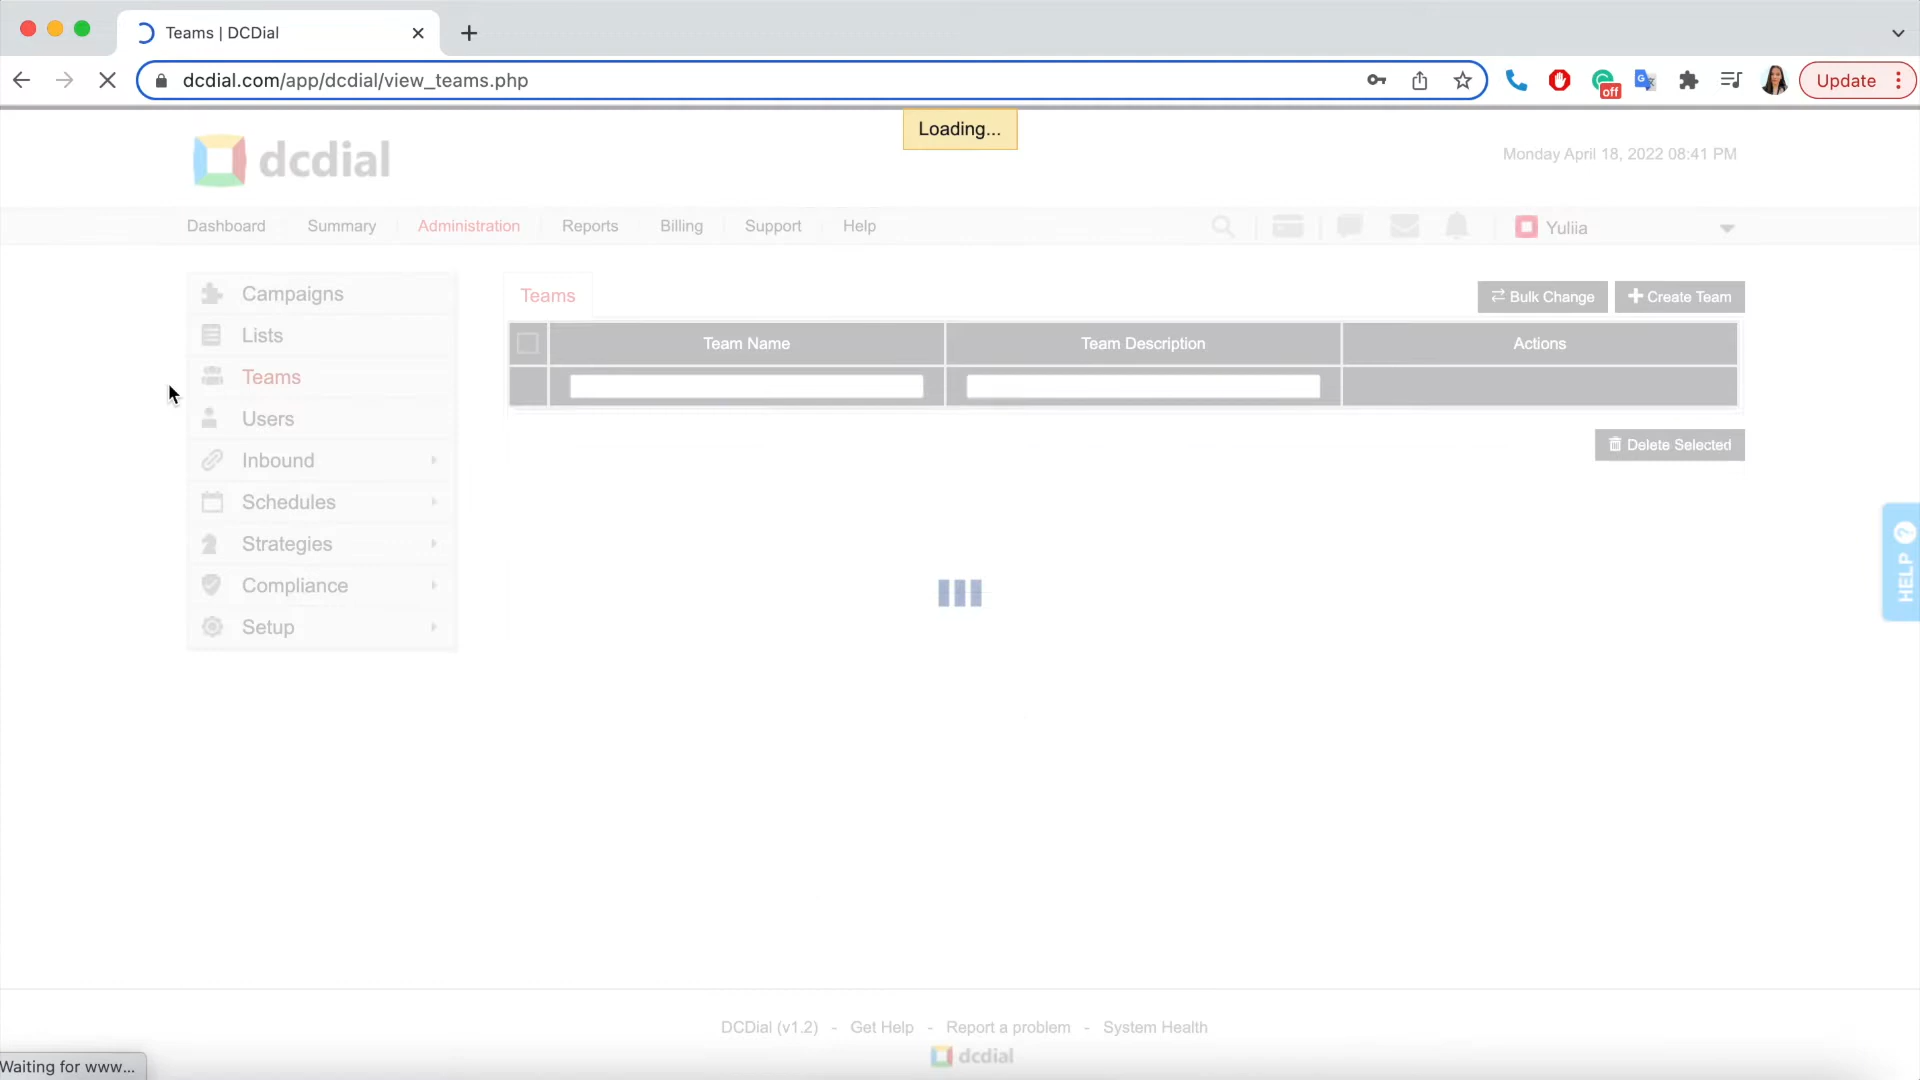 Teams | DCDial
dcdial.com/app/dcdial/view_teams.php
off
G
Update
Loading...
dcdial
Monday April 18, 2022 08:41 PM
Dashboard
Summary
Administration
Reports
Billing
Support
Help
Yuliia
Campaigns
Lists
Teams
Users
Inbound
Schedules
Strategies
Compliance
Setup
Teams
Bulk Change
Create Team
Team Name
Team Description
Actions
Delete Selected
HELP ?
DCDial (v1.2) - Get Help - Report a problem - System Health
dcdial
Waiting for www...